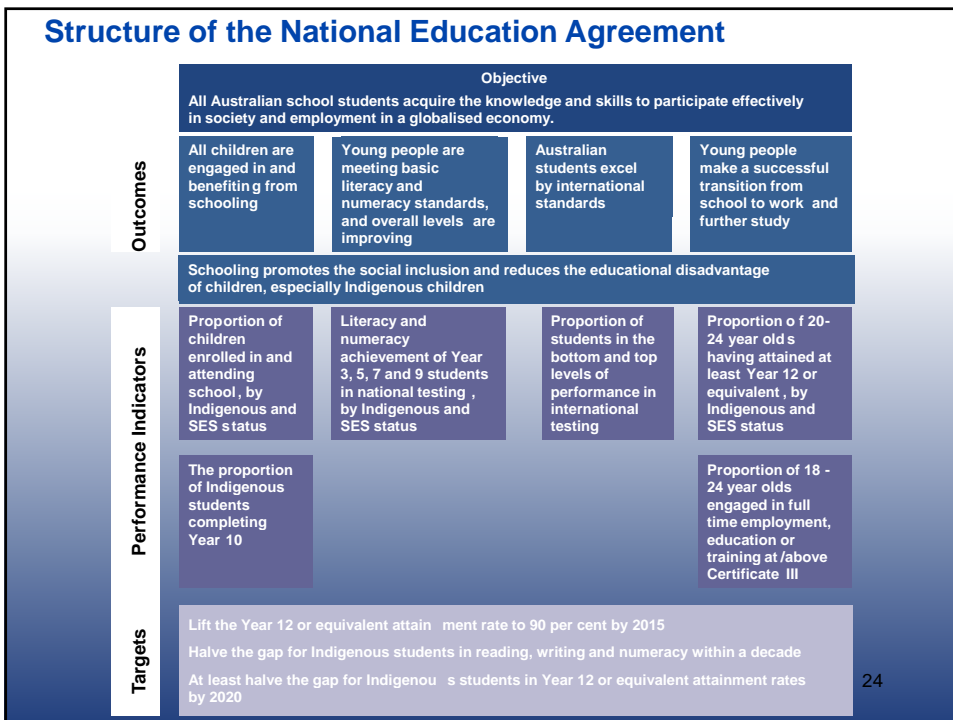 Structure of the National Education Agreement
Objective
All Australian school students acquire the knowledge and skills to participate effectively
in society and employment in a globalised economy.
Outcomes
All children are
engaged in and
benefitin g from
schooling
Young people are
meeting basic
literacy and
numeracy standards,
and overall levels are
improving
Australian
students excel
by international
standards
Young people
make a successful
transition from
school to work and
further study
Schooling promotes the social inclusion and reduces the educational disadvantage
of children, especially Indigenous children
Performance Indicators
Proportion of
children
enrolled in and
attending
school, by
Indigenous and
SES status
Literacy and
numeracy
achievement of Year
3, 5, 7 and 9 students
in national testing ,
by Indigenous and
SES status
Proportion of
students in the
bottom and top
levels of
performance in
international
testing
Proportion o f 20-
24 year old s
having attained at
least Year 12 or
equivalent , by
Indigenous and
SES status
The proportion
of Indigenous
students
completing
Year 10
Proportion of 18 -
24 year olds
engaged in full
time employment,
education or
training at /above
Certificate III
Targets
Lift the Year 12 or equivalent attain ment rate to 90 per cent by 2015
Halve the gap for Indigenous students in reading, writing and numeracy within a decade
At least halve the gap for Indigenou s students in Year 12 or equivalent attainment rates
by 2020
24